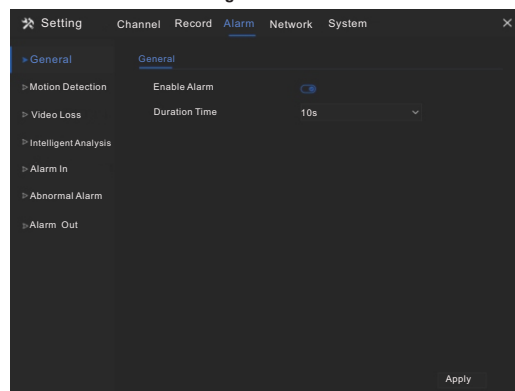 Setting Channel Record Alarm Network System
General
Motion Detection
Video Loss
Intelligent Analysis
Alarm In
Abnormal Alarm
Alarm Out
General
Enable Alarm
Duration Time 10s
Apply